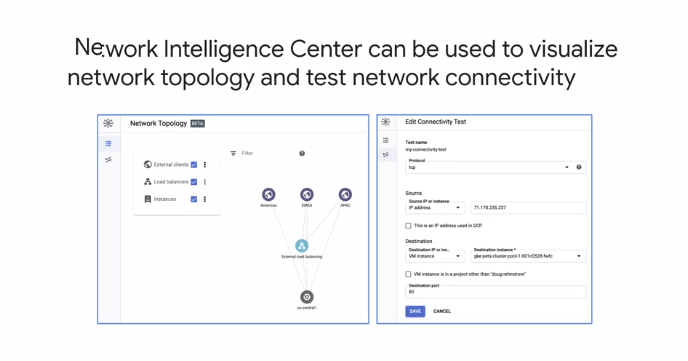 Network Intelligence Center can be used to visualize
network topology and test network connectivity
Network Topology BETA
External clients
Load balancers
Instances
Filter
Americas EMEA APAC
External load balancing
us-central1
Edit Connectivity Test
Test name
my-connectivity-test
Protocol
tcp
Source
Source IP or instance
IP address 71.178.235.237
This is an IP address used in GCP.
Destination
Destination IP or ins... Destination instance *
VM instance gke-pets-cluster-pool-1-601c0528-fwfc
VM instance is in a project other than "doug-rehnstrom"
Destination port
80
SAVE CANCEL